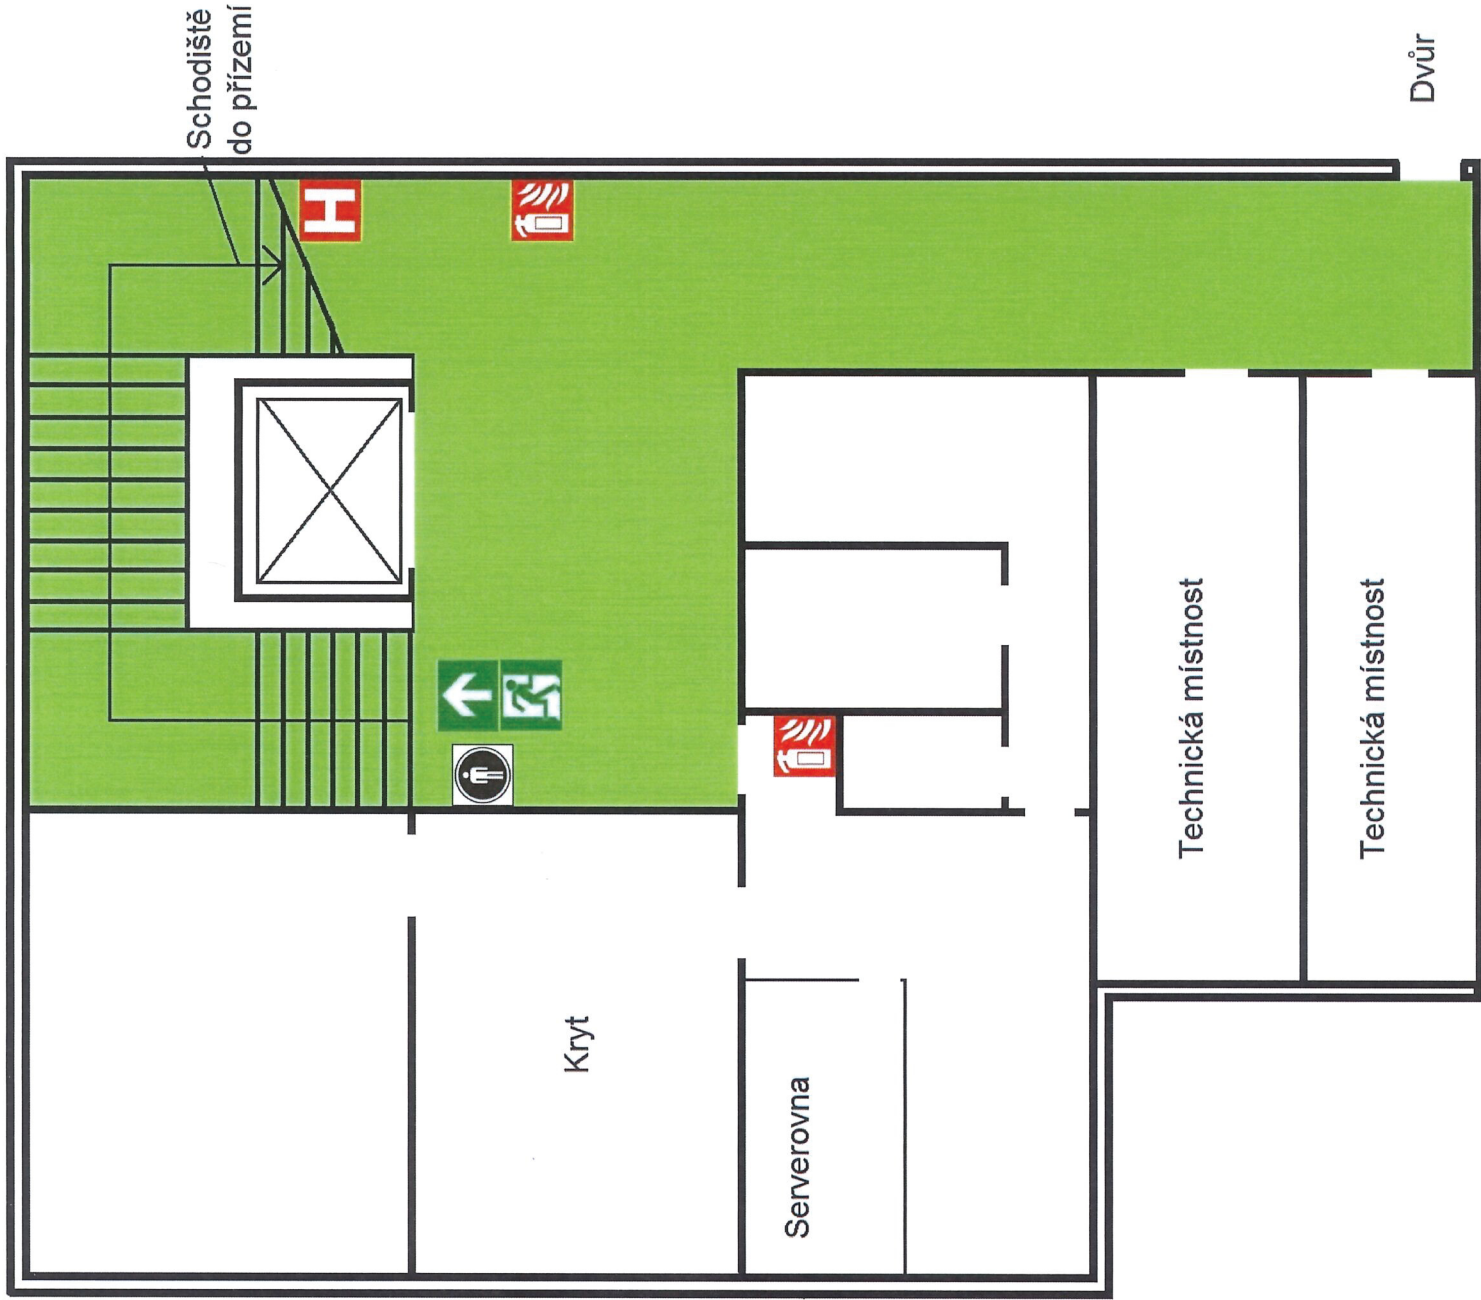 Schodiště
do přízemí
H
Dvůr
Technická místnost
Technická místnost
Kryt
Serverovna